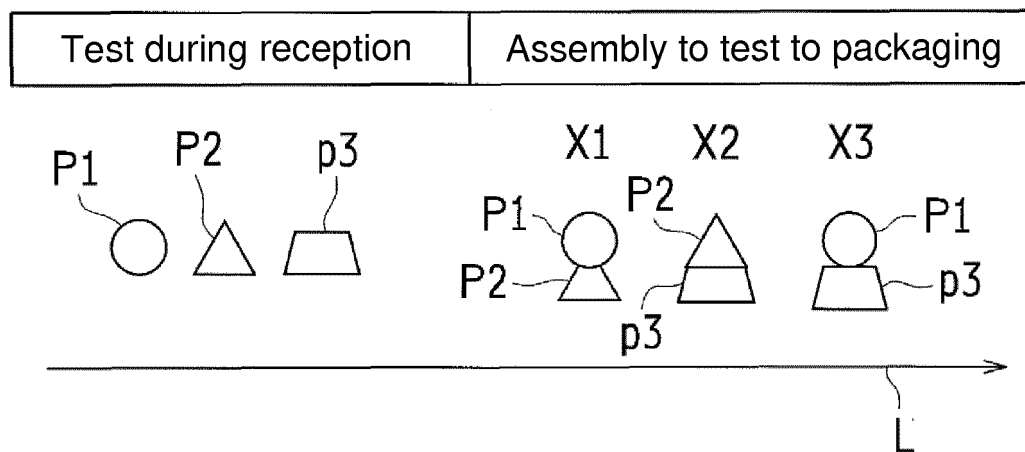 Test during reception
Assembly to test to packaging
P1 P2 p3
X1 X2 X3
P1 P2 P1
P2 p3
p3
L